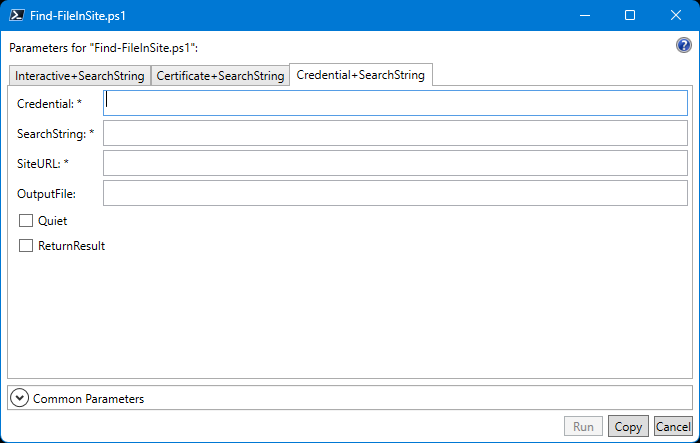 Find-FileInSite.ps1
Parameters for "Find-FileInSite.ps1":
Interactive+SearchString Certificate+SearchString Credential+SearchString
Credential: *
SearchString: *
SiteURL: *
OutputFile:
Quiet
ReturnResult
Common Parameters
Run Copy Cancel